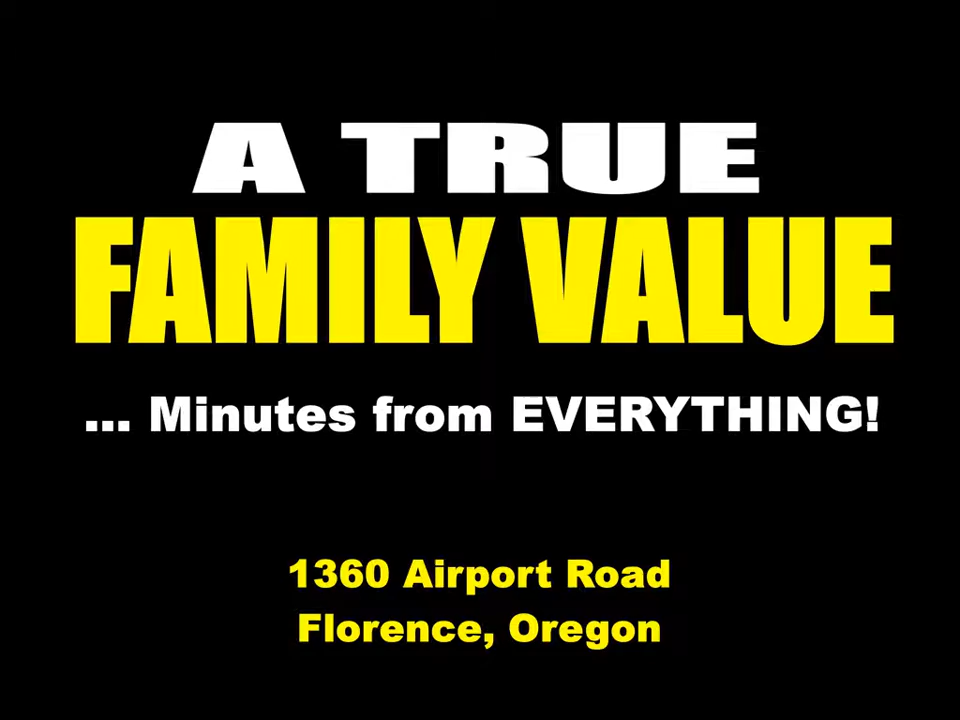 A TRUE
FAMILY VALUE
... Minutes from EVERYTHING!
1360 Airport Road
Florence, Oregon